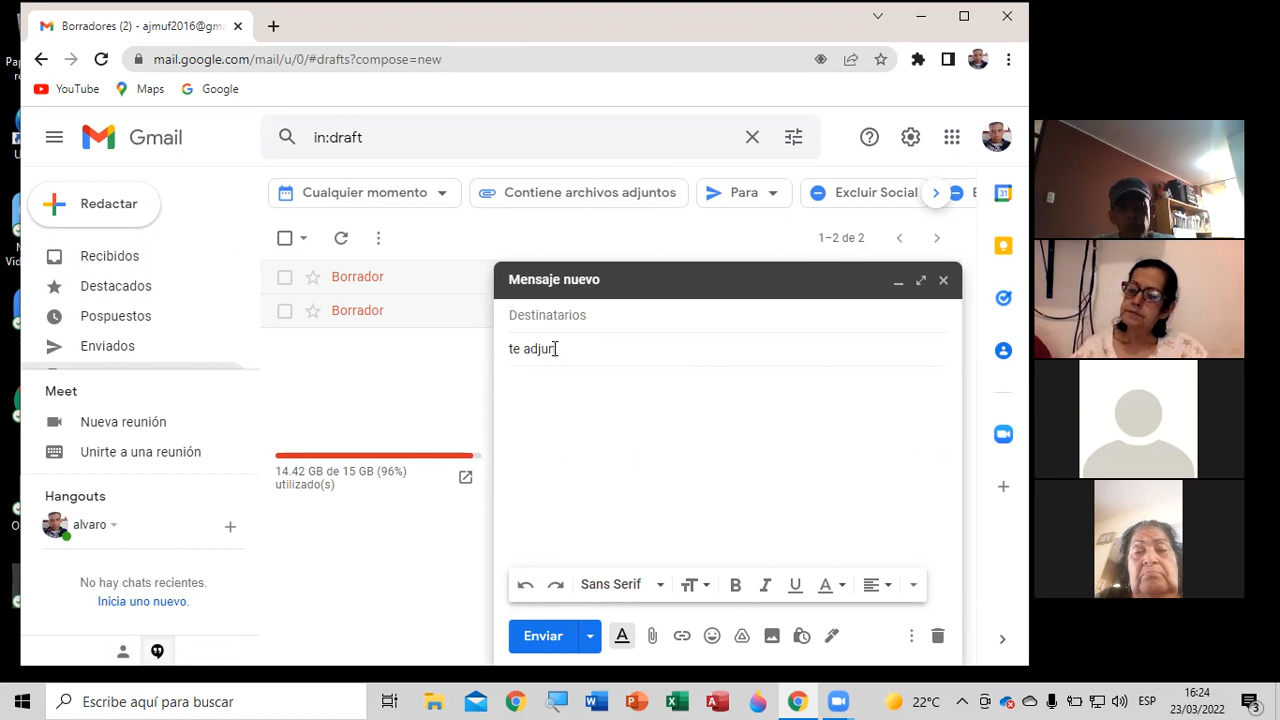 Borradores (2) - ajmuf2016@gma
mail.google.com/mail/u/0/#drafts?compose=new
YouTube Maps Google
Gmail
in:draft
Redactar
Cualquier momento Contiene archivos adjuntos Para Excluir Social
1–2 de 2
Recibidos
Destacados
Pospuestos
Enviados
Borrador
Borrador
Mensaje nuevo
Destinatarios
te adjun
Meet
Nueva reunión
Unirte a una reunión
14.42 GB de 15 GB (96%)
utilizado(s)
Hangouts
alvaro
No hay chats recientes.
Inicia uno nuevo.
Sans Serif
Enviar
Escribe aquí para buscar
22°C
ESP
16:24
23/03/2022
3